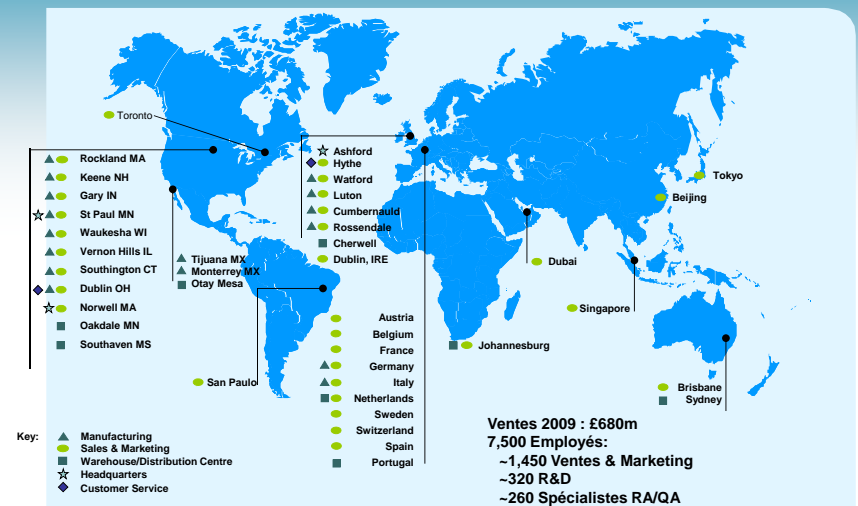 Toronto
Rockland MA
Keene NH
Gary IN
St Paul MN
Waukesha WI
Vernon Hills IL
Southington CT
Dublin OH
Norwell MA
Oakdale MN
Southaven MS
Tijuana MX
Monterrey MX
Otay Mesa
San Paulo
Ashford
Hythe
Watford
Luton
Cumbernauld
Rossendale
Cherwell
Dublin, IRE
Austria
Belgium
France
Germany
Italy
Netherlands
Sweden
Switzerland
Spain
Portugal
Johannesburg
Dubai
Singapore
Beijing
Tokyo
Brisbane
Sydney
Key:
Manufacturing
Sales & Marketing
Warehouse/Distribution Centre
Headquarters
Customer Service
Ventes 2009 : £680m
7,500 Employés:
~1,450 Ventes & Marketing
~320 R&D
~260 Spécialistes RA/QA